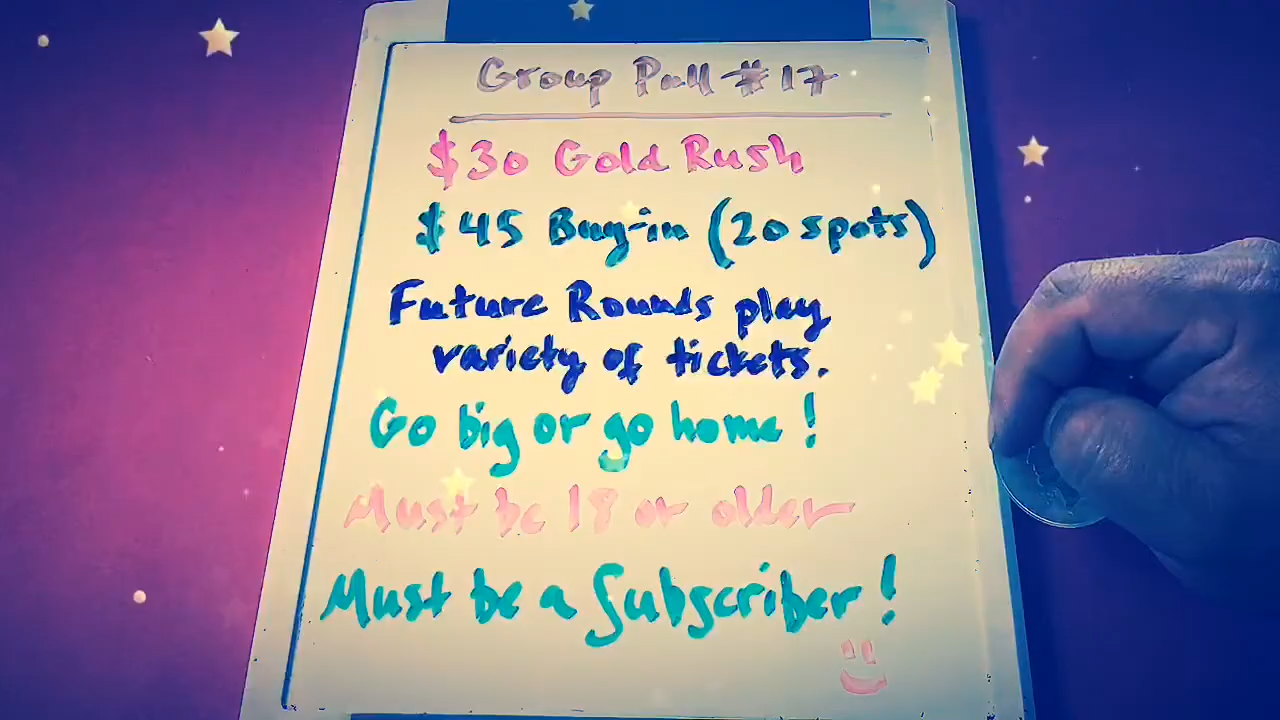 Group Pull #17
$30 Gold Rush
$45 Buy-in (20 spots)
Future Rounds play
variety of tickets.
Go big or go home!
Must be 18 or older
Must be a Subscriber!